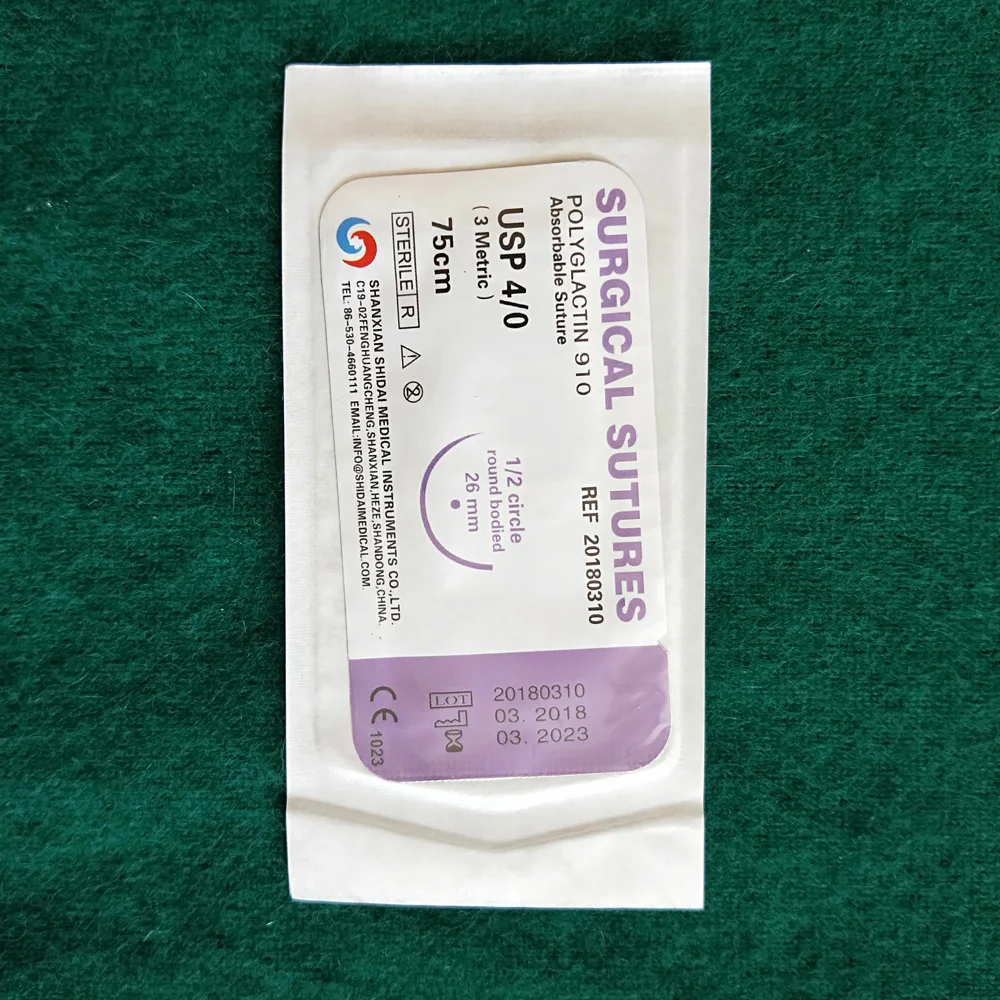 SURGICAL SUTURES
POLYGLACTIN 910
Absorbable Suture
REF 20180310
USP 4/0
( 3 Metric )
75cm
1/2 circle
round bodied
26 mm
STERILE R
2
SHANXIAN SHIDAI MEDICAL INSTRUMENTS CO.,LTD.
C19-02FENGHUANGCHENG,SHANXIAN,HEZE,SHANDONG,CHINA.
TEL: 86-530-4660111 EMAIL:INFO@SHIDAIMEDICAL.COM.
LOT 20180310
03. 2018
03. 2023
CE 1023